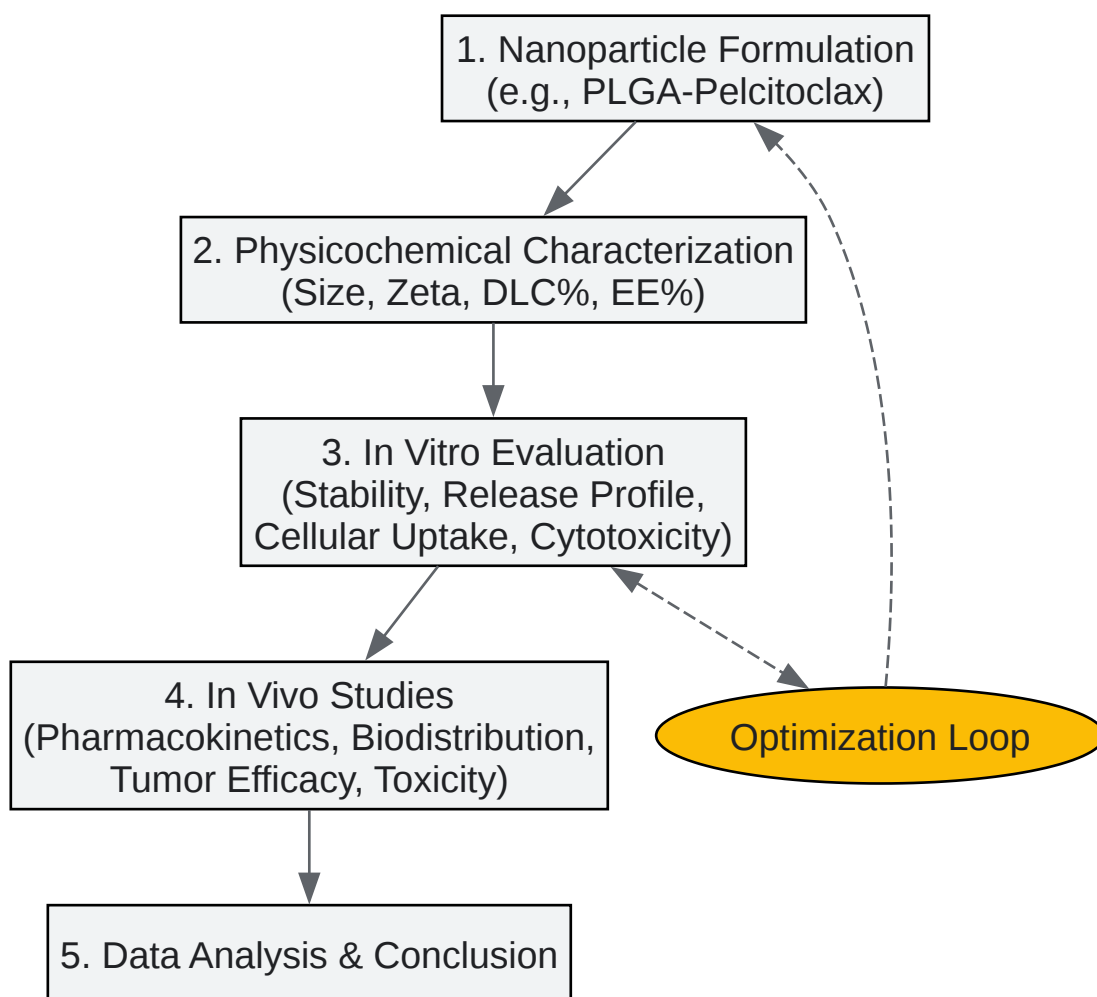 1. Nanoparticle Formulation
(e.g., PLGA-Pelcitoclax)
2. Physicochemical Characterization
(Size, Zeta, DLC%, EE%)
3. In Vitro Evaluation
(Stability, Release Profile,
Cellular Uptake, Cytotoxicity)
4. In Vivo Studies
(Pharmacokinetics, Biodistribution,
Tumor Efficacy, Toxicity)
Optimization Loop
5. Data Analysis & Conclusion